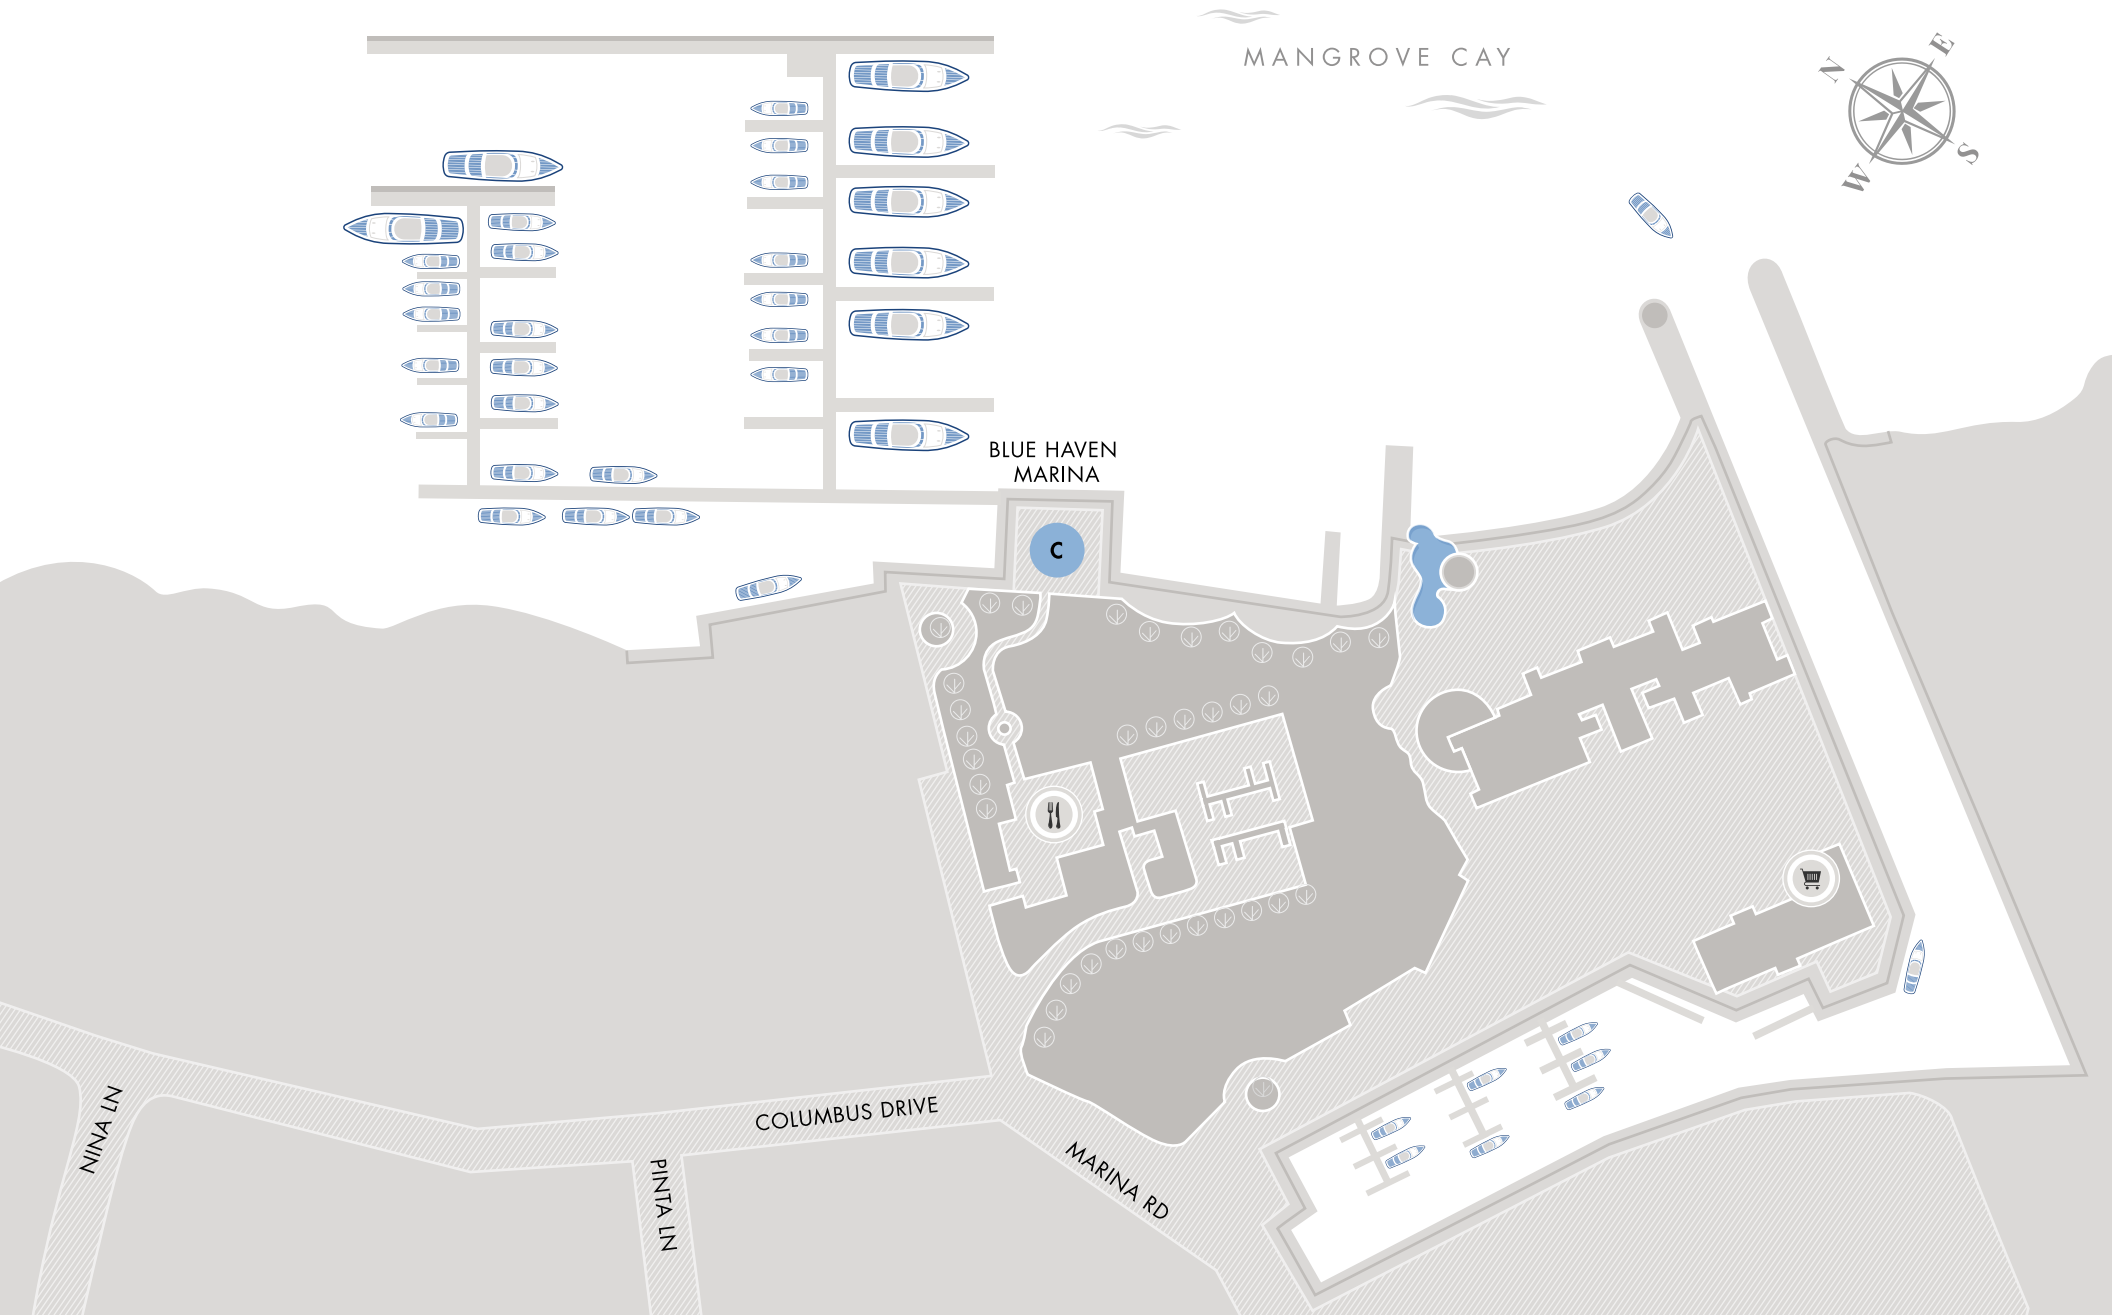 MANGROVE CAY
N
E
S
W
BLUE HAVEN
MARINA
C
NINA LN
COLUMBUS DRIVE
PINTA LN
MARINA RD